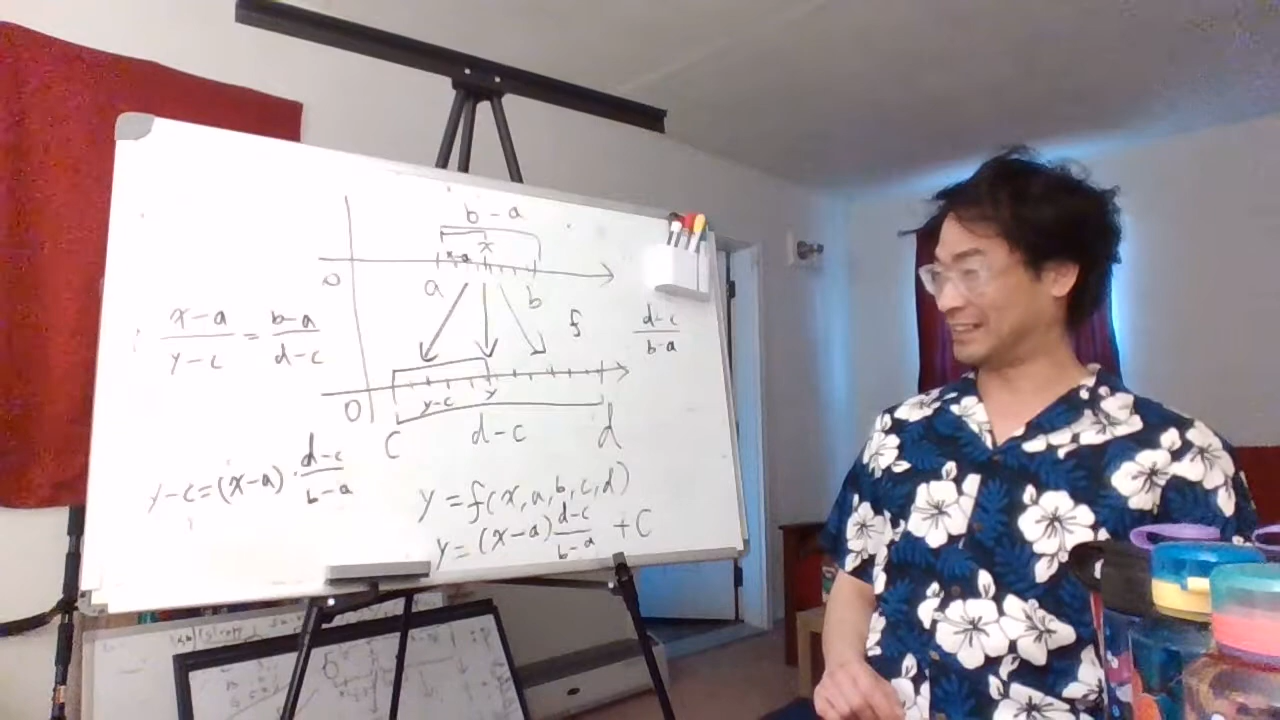 b - a
x
x-a
0
a
b
f
x-a / y-c = b-a / d-c
d-c / b-a
0
y-c
y
C
d-c
d
y-c=(x-a)·d-c / b-a
y=f(x,a,b,c,d)
y=(x-a) d-c / b-a +C